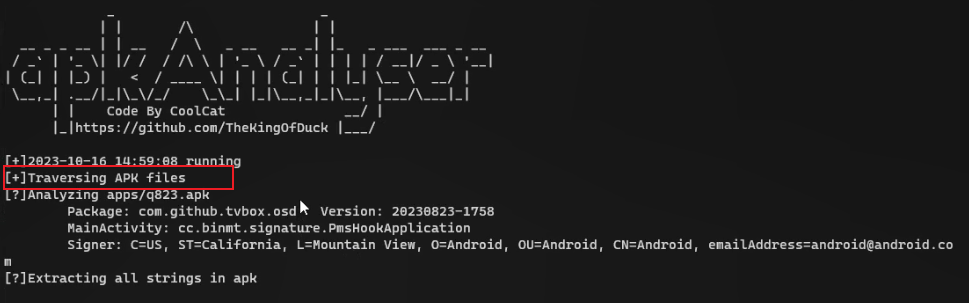 apkAnalyser
Code By CoolCat
https://github.com/TheKingOfDuck
[+]2023-10-16 14:59:08 running
[+]Traversing APK files
[?]Analyzing apps/q823.apk
Package: com.github.tvbox.osd Version: 20230823-1758
MainActivity: cc.binmt.signature.PmsHookApplication
Signer: C=US, ST=California, L=Mountain View, O=Android, OU=Android, CN=Android, emailAddress=android@android.co
m
[?]Extracting all strings in apk